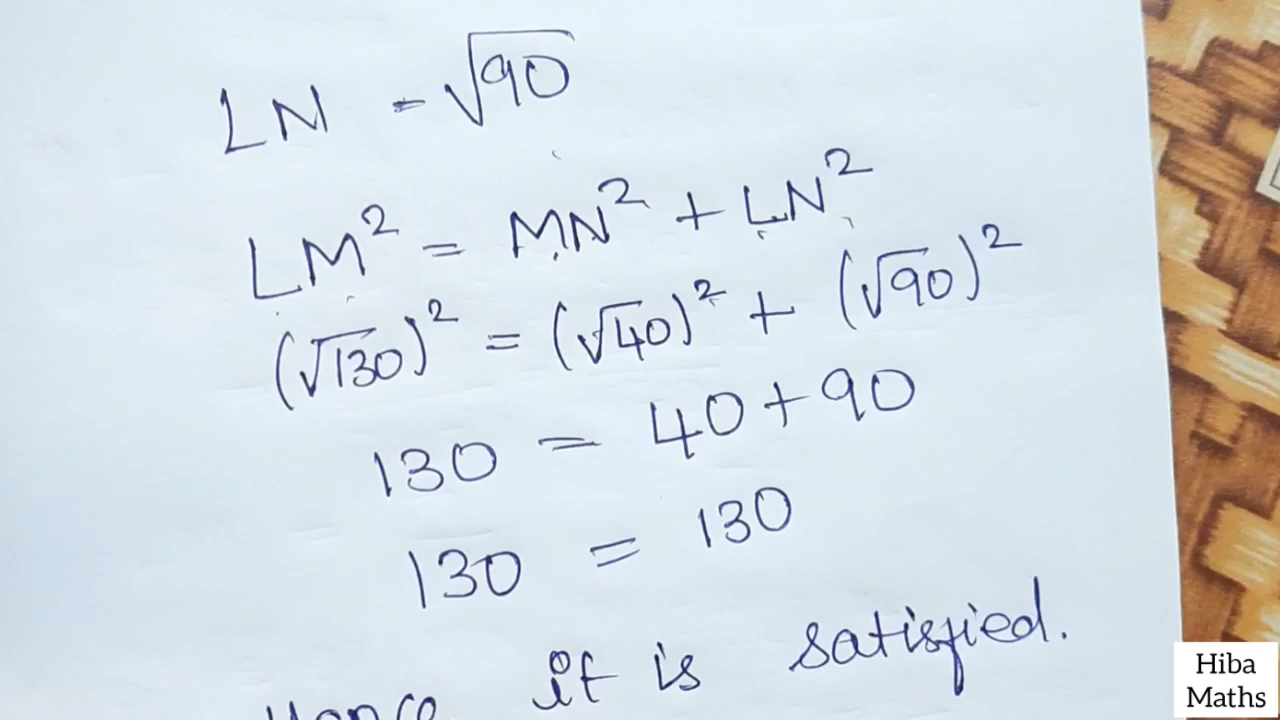 LN = √90
LM² = MN² + LN²
(√130)² = (√40)² + (√90)²
130 = 40 + 90
130 = 130
Hence it is satisfied.
Hiba
Maths